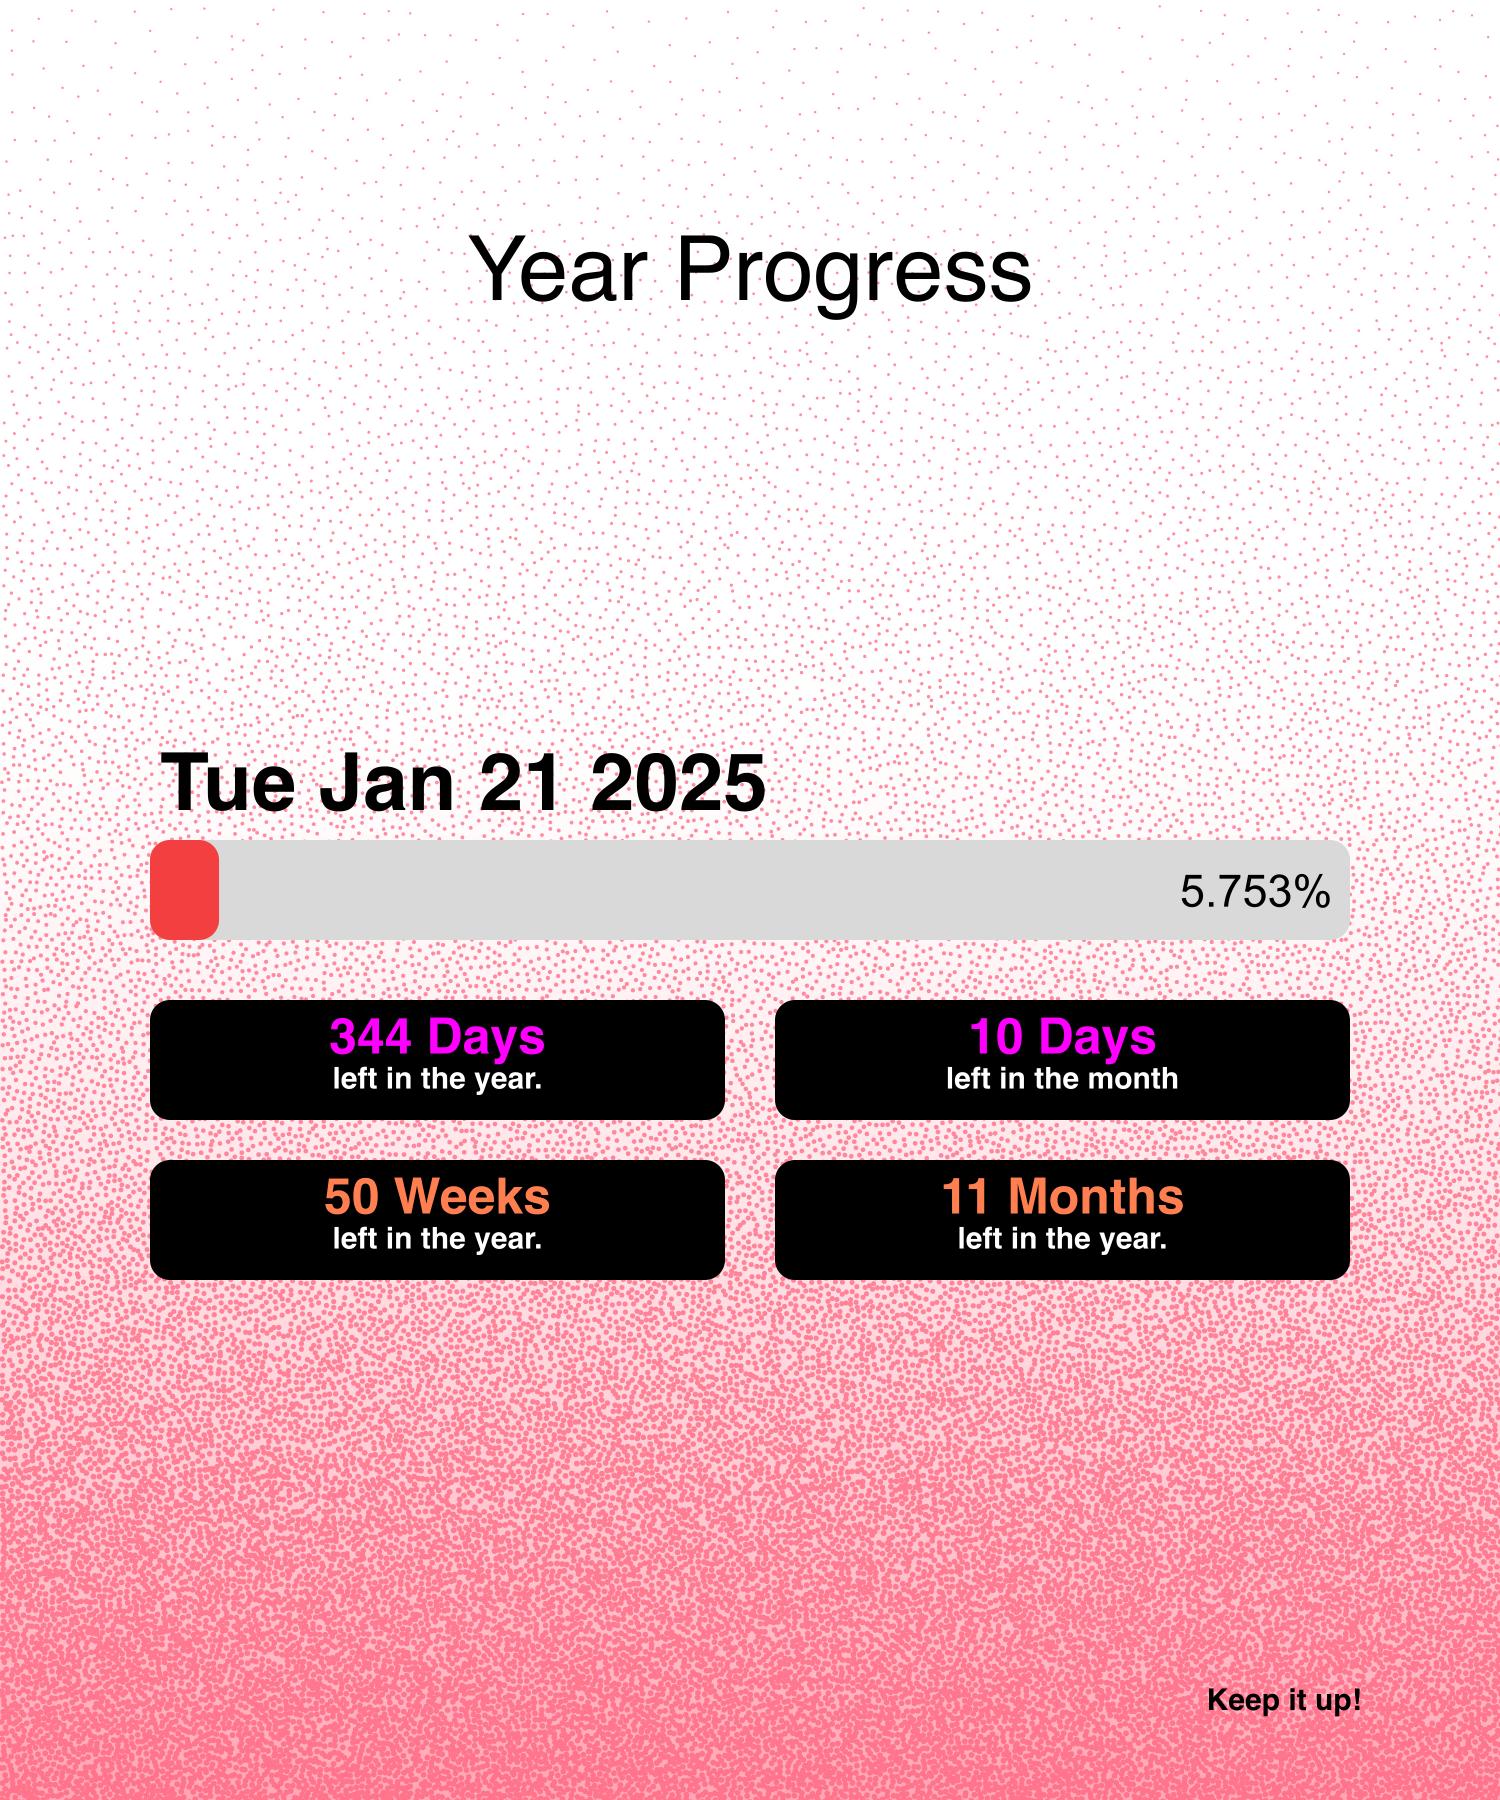 Year Progress
Tue Jan 21 2025
5.753%
344 Days
left in the year.
10 Days
left in the month
50 Weeks
left in the year.
11 Months
left in the year.
Keep it up!